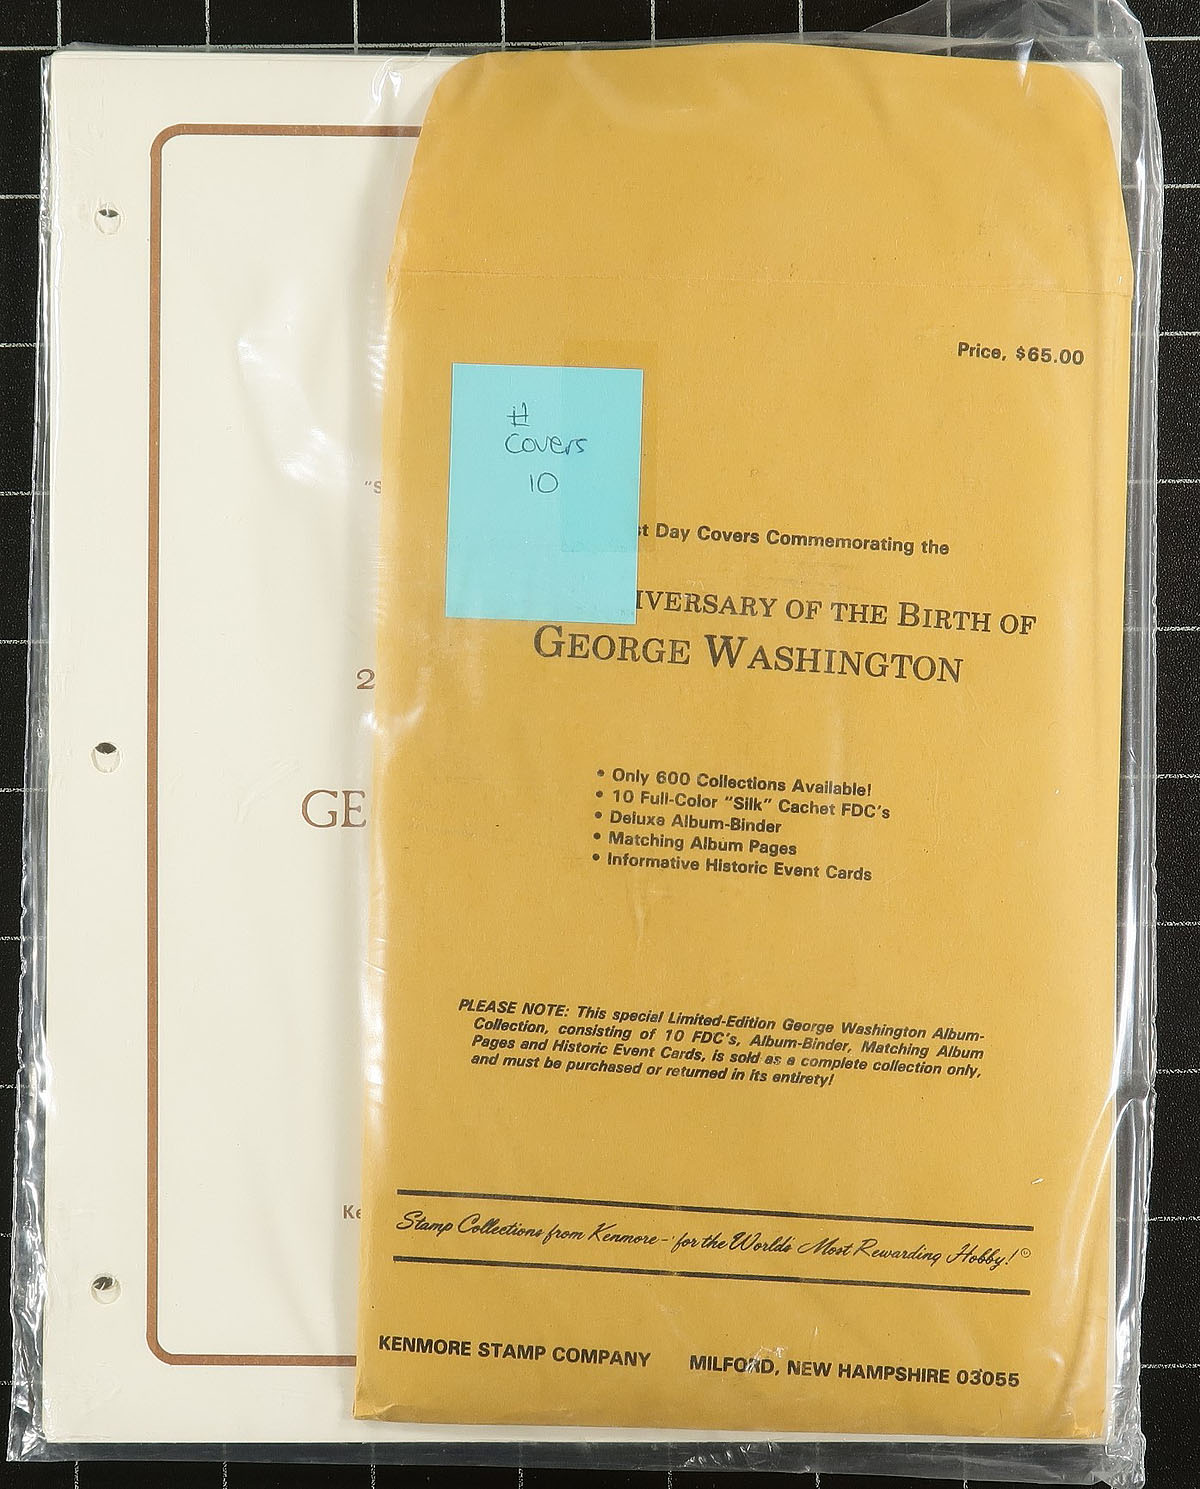 Price, $65.00
#
covers
10
st Day Covers Commemorating the
IVERSARY OF THE BIRTH OF
GEORGE WASHINGTON
• Only 600 Collections Available!
• 10 Full-Color "Silk" Cachet FDC's
• Deluxe Album-Binder
• Matching Album Pages
• Informative Historic Event Cards
PLEASE NOTE: This special Limited-Edition George Washington Album-
Collection, consisting of 10 FDC's, Album-Binder, Matching Album
Pages and Historic Event Cards, is sold as a complete collection only,
and must be purchased or returned in its entirety!
Stamp Collections from Kenmore – for the World's Most Rewarding Hobby!©
KENMORE STAMP COMPANY MILFORD, NEW HAMPSHIRE 03055
"S
2
GE
Ke